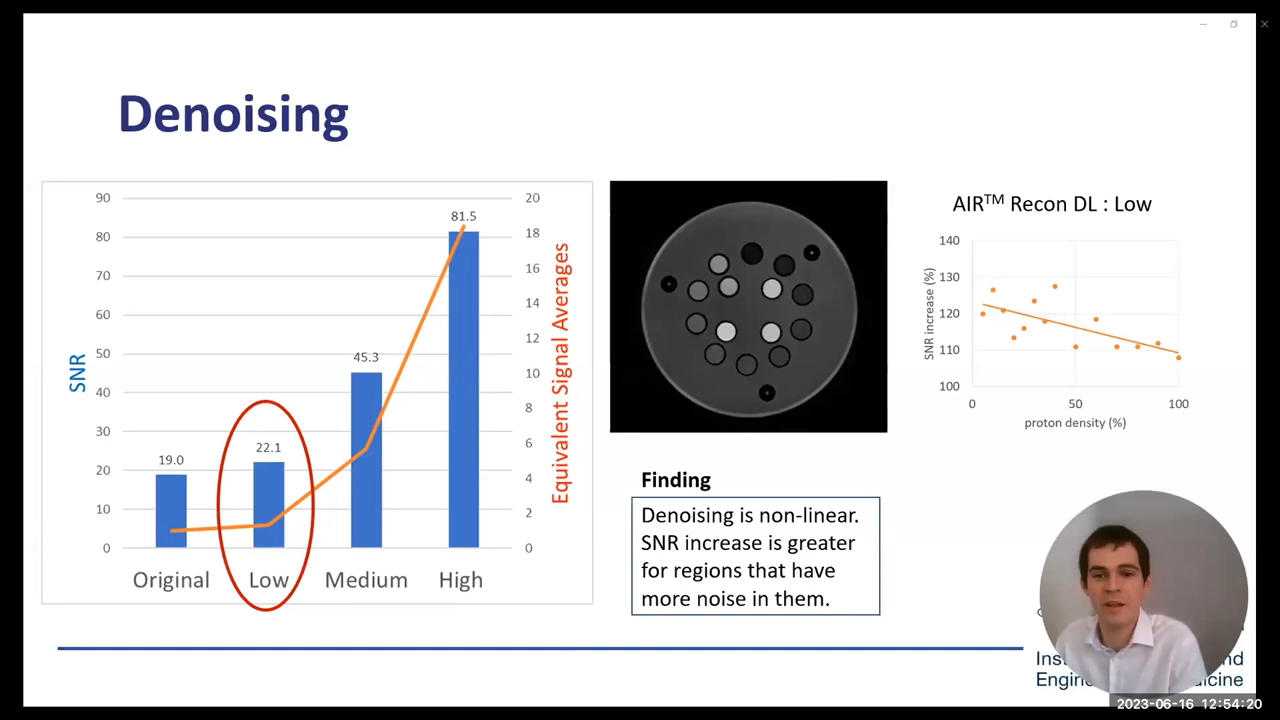 Denoising
90
80
70
60
50
40
30
20
10
0
SNR
20
18
16
14
12
10
8
6
4
2
0
Equivalent Signal Averages
19.0
22.1
45.3
81.5
Original Low Medium High
AIR™ Recon DL : Low
140
130
120
110
100
SNR increase (%)
0 50 100
proton density (%)
Finding
Denoising is non-linear.
SNR increase is greater
for regions that have
more noise in them.
2023-06-16 12:54:20